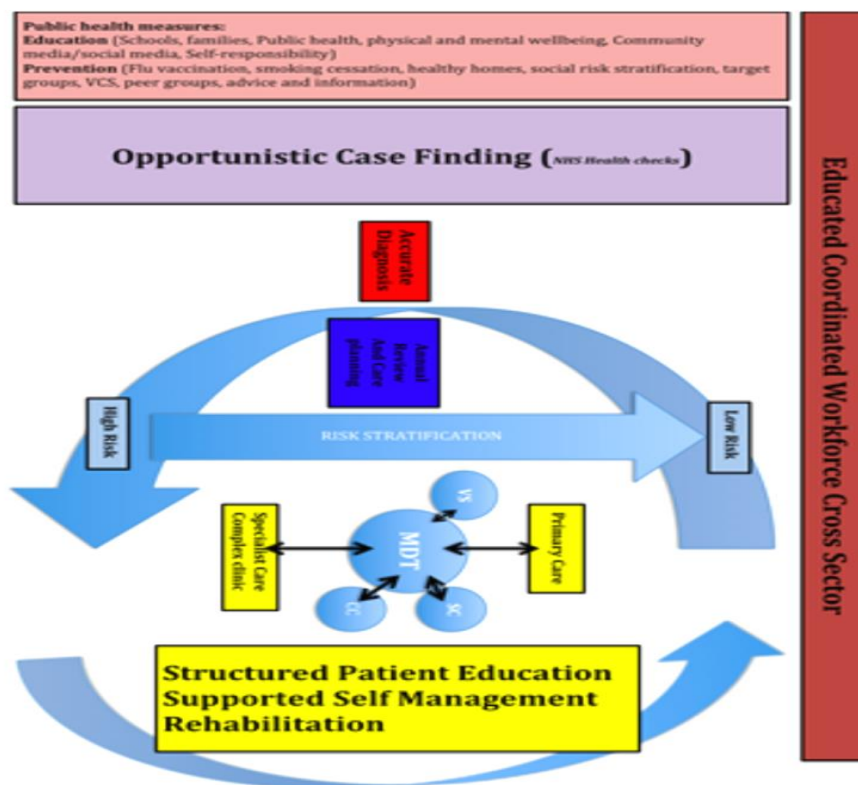 Public health measures:
Education (Schools, families, Public health, physical and mental wellbeing, Community
media/social media, Self-responsibility)
Prevention (Flu vaccination, smoking cessation, healthy homes, social risk stratification, target
groups, VCS, peer groups, advice and information)
Opportunistic Case Finding (NHS Health checks)
Educated Coordinated Workforce Cross Sector
Accurate
Diagnosis
Annual
Review
And Care
planning
High Risk
RISK STRATIFICATION
Low Risk
VS
Specialist Care
Complex clinic
MDT
Primary Care
CC
SC
Structured Patient Education
Supported Self Management
Rehabilitation